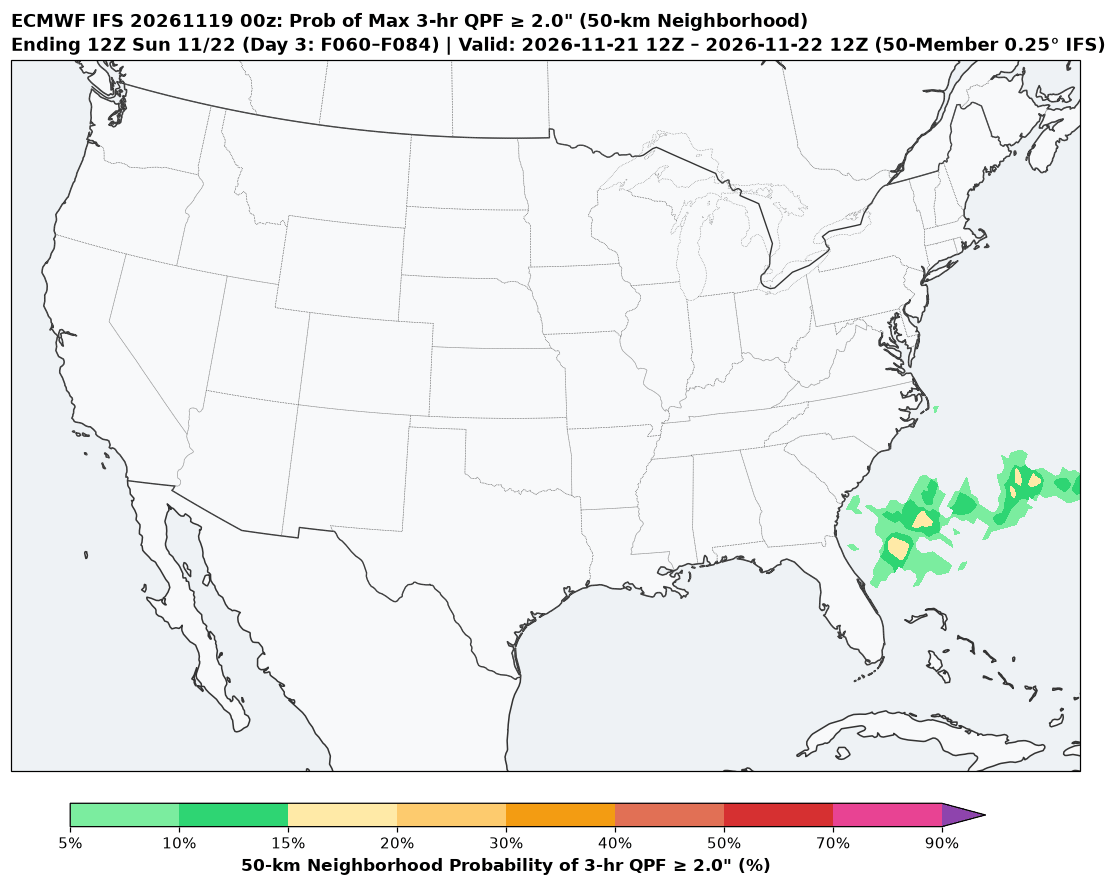 ECMWF IFS 20261119 00z: Prob of Max 3-hr QPF ≥ 2.0" (50-km Neighborhood)
Ending 12Z Sun 11/22 (Day 3: F060–F084) | Valid: 2026-11-21 12Z – 2026-11-22 12Z (50-Member 0.25° IFS)
5% 10% 15% 20% 30% 40% 50% 70% 90%
50-km Neighborhood Probability of 3-hr QPF ≥ 2.0" (%)